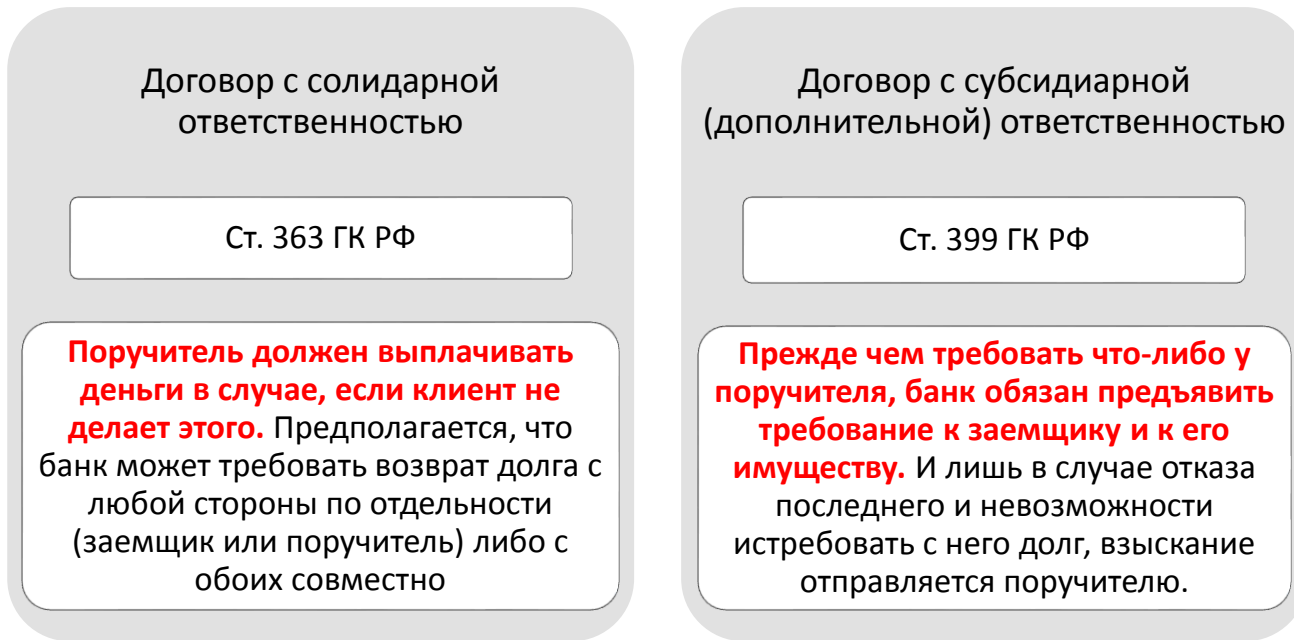 Договор с солидарной
ответственностью
Ст. 363 ГК РФ
Поручитель должен выплачивать
деньги в случае, если клиент не
делает этого. Предполагается, что
банк может требовать возврат долга с
любой стороны по отдельности
(заемщик или поручитель) либо с
обоих совместно
Договор с субсидиарной
(дополнительной) ответственностью
Ст. 399 ГК РФ
Прежде чем требовать что-либо у
поручителя, банк обязан предъявить
требование к заемщику и к его
имуществу. И лишь в случае отказа
последнего и невозможности
истребовать с него долг, взыскание
отправляется поручителю.